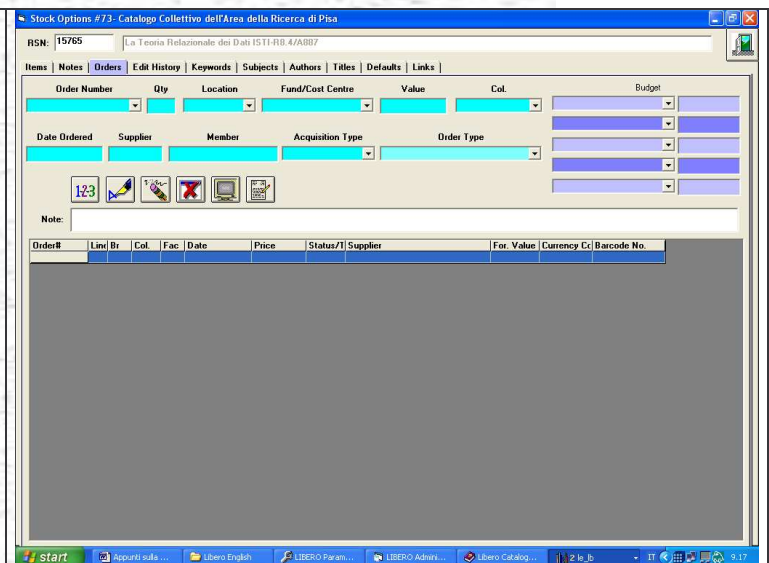 Stock Options #73- Catalogo Collettivo dell'Area della Ricerca di Pisa
RSN: 15765 La Teoria Relazionale dei Dati ISTI-R8.4/A887
Items | Notes | Orders | Edit History | Keywords | Subjects | Authors | Titles | Defaults | Links |
Order Number Qty Location Fund/Cost Centre Value Col. Budget
Date Ordered Supplier Member Acquisition Type Order Type
123
Note:
Order# Line Br Col. Fac Date Price Status/T Supplier For. Value Currency Cc Barcode No.
start Appunti sulla ... Libero English LIBERO Param... LIBERO Admini... Libero Catalog... 2 le_lb IT 9.17